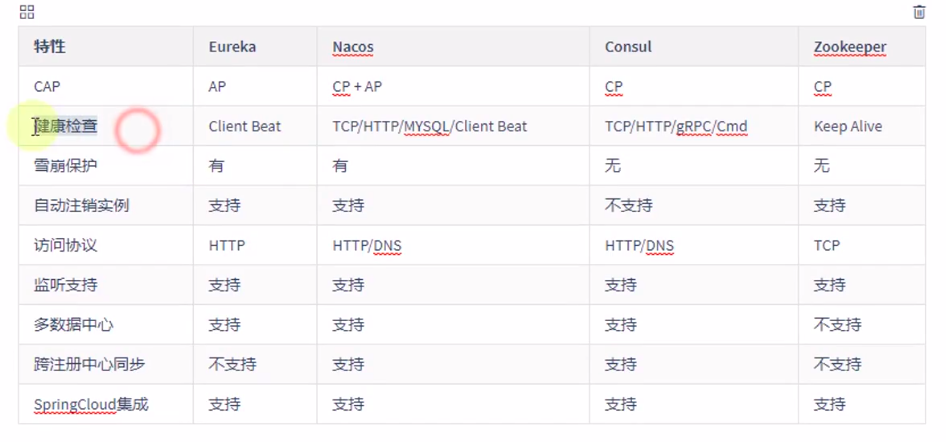 特性 Eureka Nacos Consul Zookeeper
CAP AP CP + AP CP CP
健康检查 Client Beat TCP/HTTP/MYSQL/Client Beat TCP/HTTP/gRPC/Cmd Keep Alive
雪崩保护 有 有 无 无
自动注销实例 支持 支持 不支持 支持
访问协议 HTTP HTTP/DNS HTTP/DNS TCP
监听支持 支持 支持 支持 支持
多数据中心 支持 支持 支持 不支持
跨注册中心同步 不支持 支持 支持 不支持
SpringCloud集成 支持 支持 支持 支持